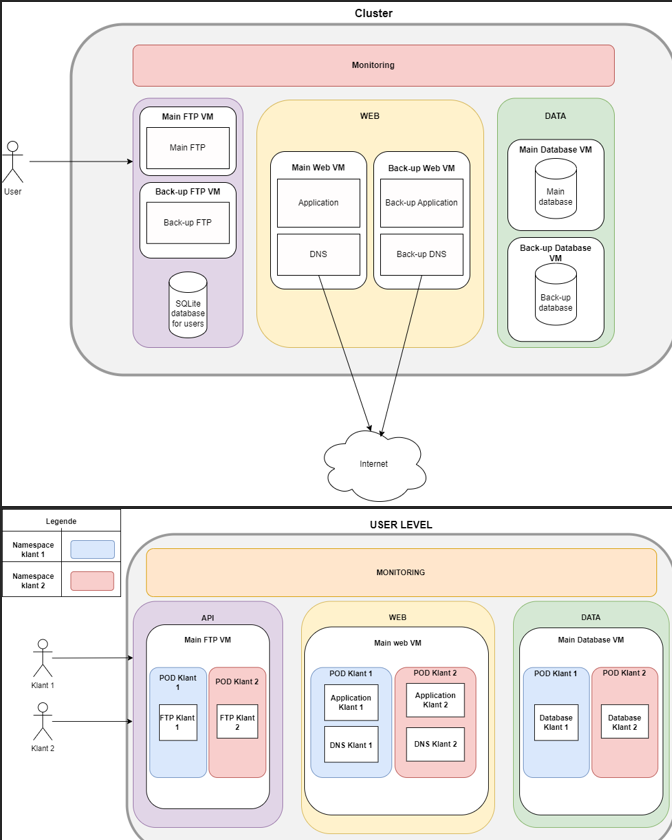 Cluster
Monitoring
Main FTP VM
Main FTP
Back-up FTP VM
Back-up FTP
SQLite
database
for users
User
WEB
Main Web VM
Application
DNS
Back-up Web VM
Back-up Application
Back-up DNS
DATA
Main Database VM
Main
database
Back-up Database
VM
Back-up
database
Internet
Legende
Namespace
klant 1
Namespace
klant 2
USER LEVEL
MONITORING
Klant 1
Klant 2
API
Main FTP VM
POD Klant
1
FTP Klant
1
POD Klant 2
FTP Klant
2
WEB
Main web VM
POD Klant 1
Application
Klant 1
DNS Klant 1
POD Klant 2
Application
Klant 2
DNS Klant 2
DATA
Main Database VM
POD Klant 1
Database
Klant 1
POD Klant 2
Database
Klant 2